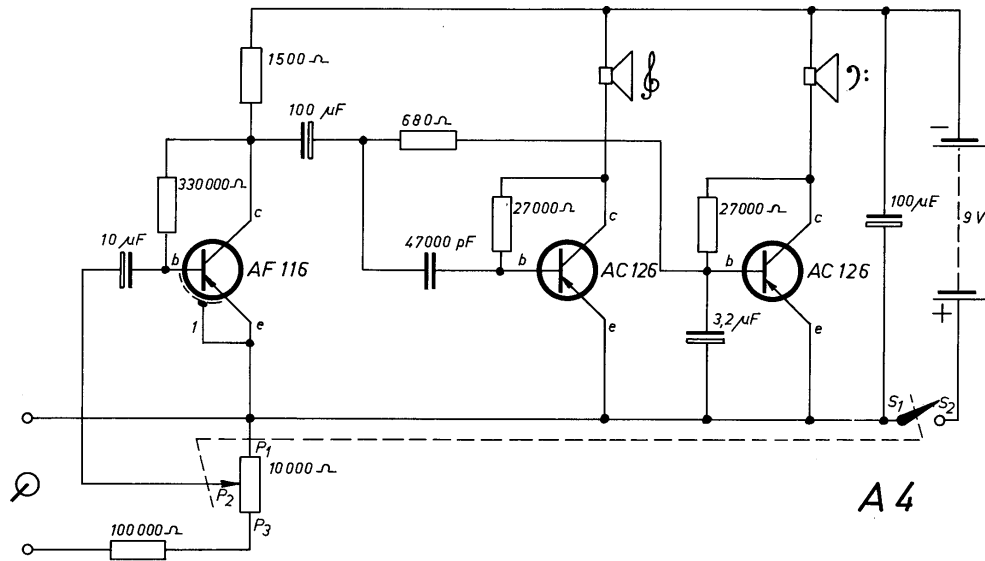 1500 Ω
100 μF
680 Ω
330000 Ω
c
27000 Ω
c
27000 Ω
c
100 μF
−
9 V
+
10 μF
b
AF 116
47000 pF
b
AC 126
b
AC 126
1
e
e
3,2 μF
e
S1
S2
P1
10000 Ω
P2
P3
100000 Ω
A 4